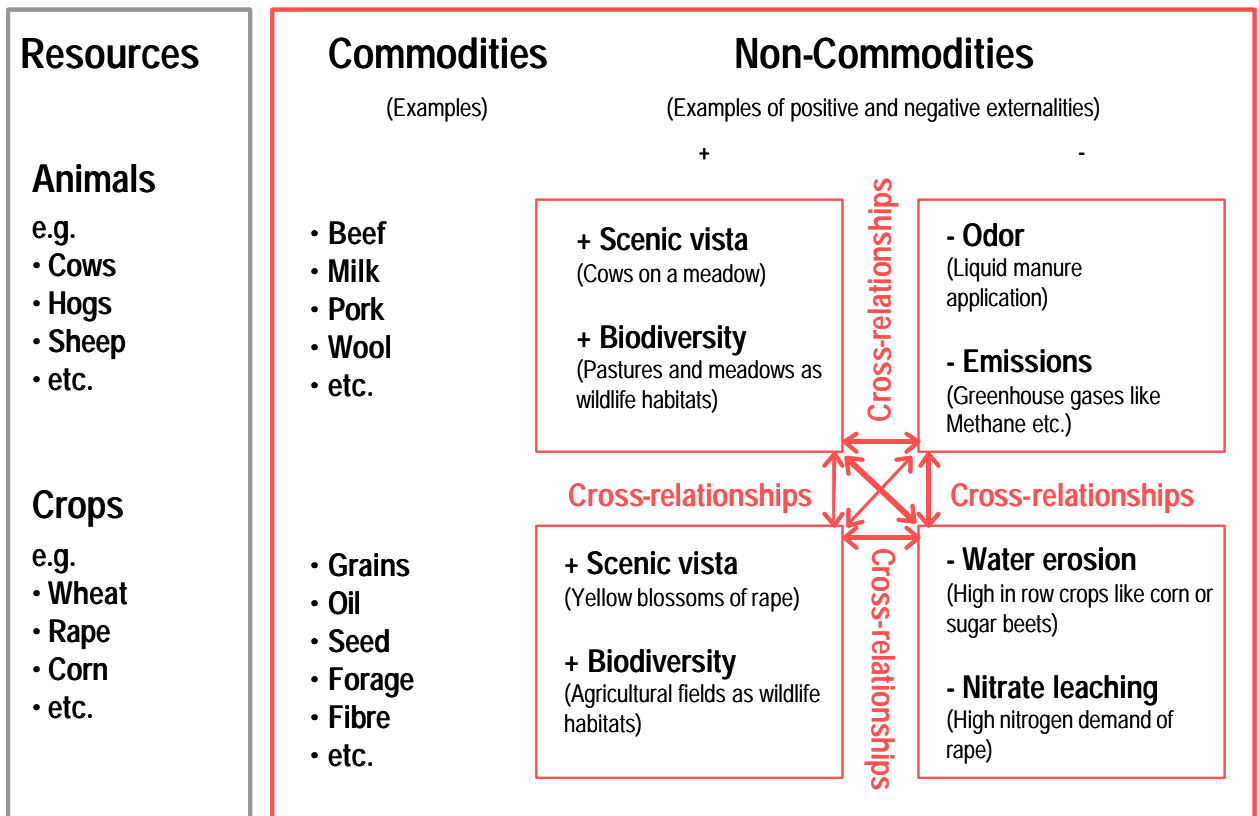 Resources
Commodities
Non-Commodities
(Examples)
(Examples of positive and negative externalities)
+
-
Animals
e.g.
• Cows
• Hogs
• Sheep
• etc.
• Beef
• Milk
• Pork
• Wool
• etc.
+ Scenic vista
(Cows on a meadow)
+ Biodiversity
(Pastures and meadows as
wildlife habitats)
Cross-relationships
- Odor
(Liquid manure
application)
- Emissions
(Greenhouse gases like
Methane etc.)
Cross-relationships
Cross-relationships
Crops
e.g.
• Wheat
• Rape
• Corn
• etc.
• Grains
• Oil
• Seed
• Forage
• Fibre
• etc.
+ Scenic vista
(Yellow blossoms of rape)
+ Biodiversity
(Agricultural fields as wildlife
habitats)
Cross-relationships
- Water erosion
(High in row crops like corn or
sugar beets)
- Nitrate leaching
(High nitrogen demand of
rape)